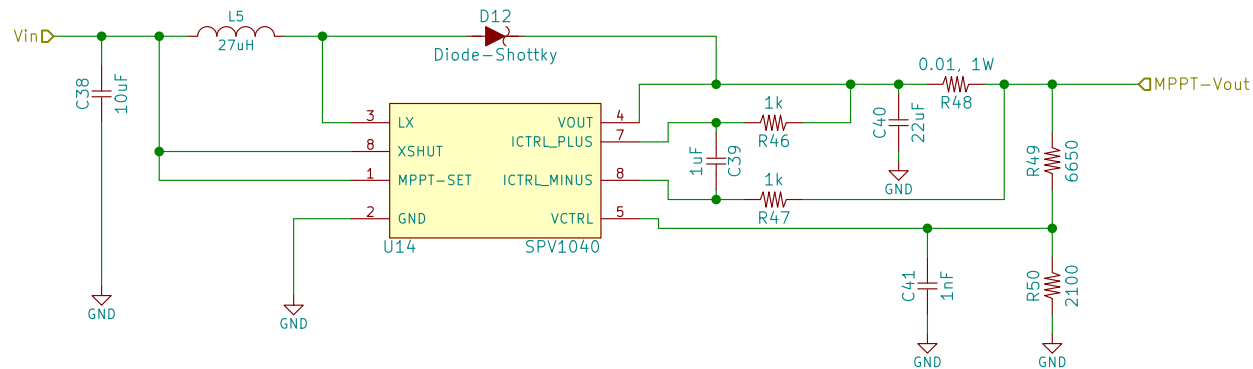 Vin
L5
27uH
D12
Diode-Shottky
C38
10uF
GND
3
LX
8
XSHUT
1
MPPT-SET
2
GND
VOUT
4
ICTRL_PLUS
7
ICTRL_MINUS
8
VCTRL
5
U14
SPV1040
GND
1uF
C39
1k
R46
1k
R47
C40
22uF
GND
0.01, 1W
R48
MPPT-Vout
R49
6650
C41
1nF
GND
R50
2100
GND